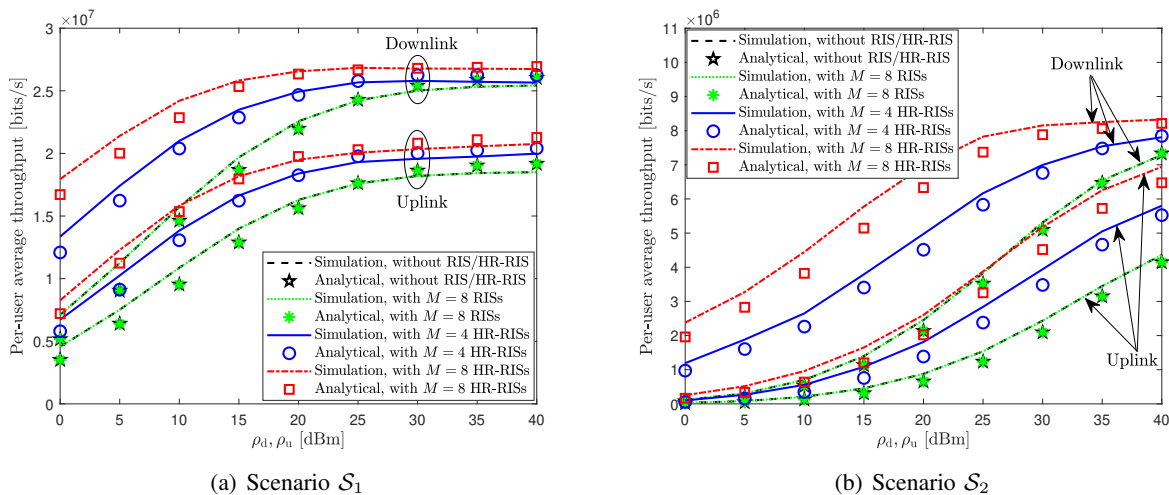 ×10^7
3
2.5
2
1.5
1
0.5
0
Per-user average throughput [bits/s]
Downlink
Uplink
Simulation, without RIS/HR-RIS
Analytical, without RIS/HR-RIS
Simulation, with M = 8 RISs
Analytical, with M = 8 RISs
Simulation, with M = 4 HR-RISs
Analytical, with M = 4 HR-RISs
Simulation, with M = 8 HR-RISs
Analytical, with M = 8 HR-RISs
0 5 10 15 20 25 30 35 40
ρ_d, ρ_u [dBm]
(a) Scenario 𝒮_1
×10^6
11
10
9
8
7
6
5
4
3
2
1
0
Per-user average throughput [bits/s]
Simulation, without RIS/HR-RIS
Analytical, without RIS/HR-RIS
Simulation, with M = 8 RISs
Analytical, with M = 8 RISs
Simulation, with M = 4 HR-RISs
Analytical, with M = 4 HR-RISs
Simulation, with M = 8 HR-RISs
Analytical, with M = 8 HR-RISs
Downlink
Uplink
0 5 10 15 20 25 30 35 40
ρ_d, ρ_u [dBm]
(b) Scenario 𝒮_2